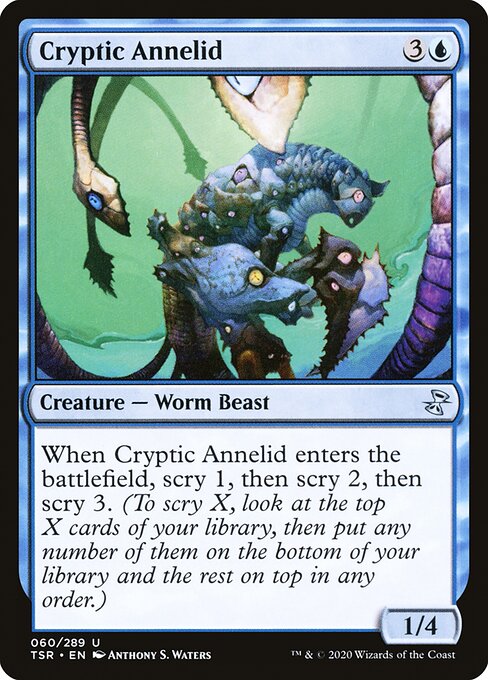 Cryptic Annelid 3
Creature — Worm Beast
When Cryptic Annelid enters the
battlefield, scry 1, then scry 2, then
scry 3. (To scry X, look at the top
X cards of your library, then put any
number of them on the bottom of your
library and the rest on top in any
order.)
1/4
060/289 U
TSR • EN Anthony S. Waters ™ & © 2020 Wizards of the Coast